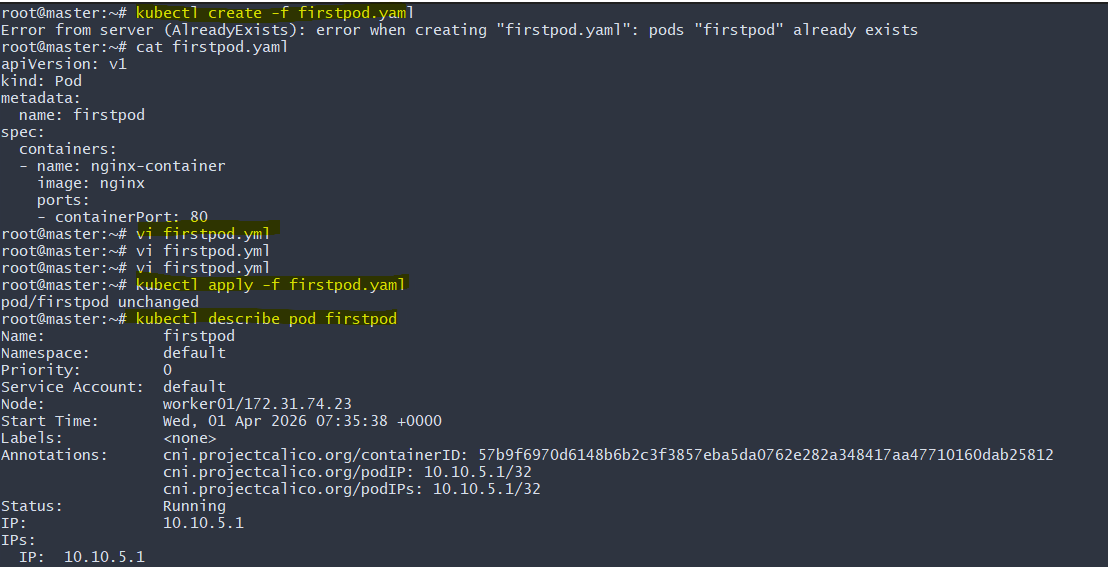 root@master:~# kubectl create -f firstpod.yaml
Error from server (AlreadyExists): error when creating "firstpod.yaml": pods "firstpod" already exists
root@master:~# cat firstpod.yaml
apiVersion: v1
kind: Pod
metadata:
  name: firstpod
spec:
  containers:
  - name: nginx-container
    image: nginx
    ports:
    - containerPort: 80
root@master:~# vi firstpod.yml
root@master:~# vi firstpod.yml
root@master:~# vi firstpod.yml
root@master:~# kubectl apply -f firstpod.yaml
pod/firstpod unchanged
root@master:~# kubectl describe pod firstpod
Name:             firstpod
Namespace:        default
Priority:         0
Service Account:  default
Node:             worker01/172.31.74.23
Start Time:       Wed, 01 Apr 2026 07:35:38 +0000
Labels:           <none>
Annotations:      cni.projectcalico.org/containerID: 57b9f6970d6148b6b2c3f3857eba5da0762e282a348417aa47710160dab25812
                  cni.projectcalico.org/podIP: 10.10.5.1/32
                  cni.projectcalico.org/podIPs: 10.10.5.1/32
Status:           Running
IP:               10.10.5.1
IPs:
  IP:  10.10.5.1